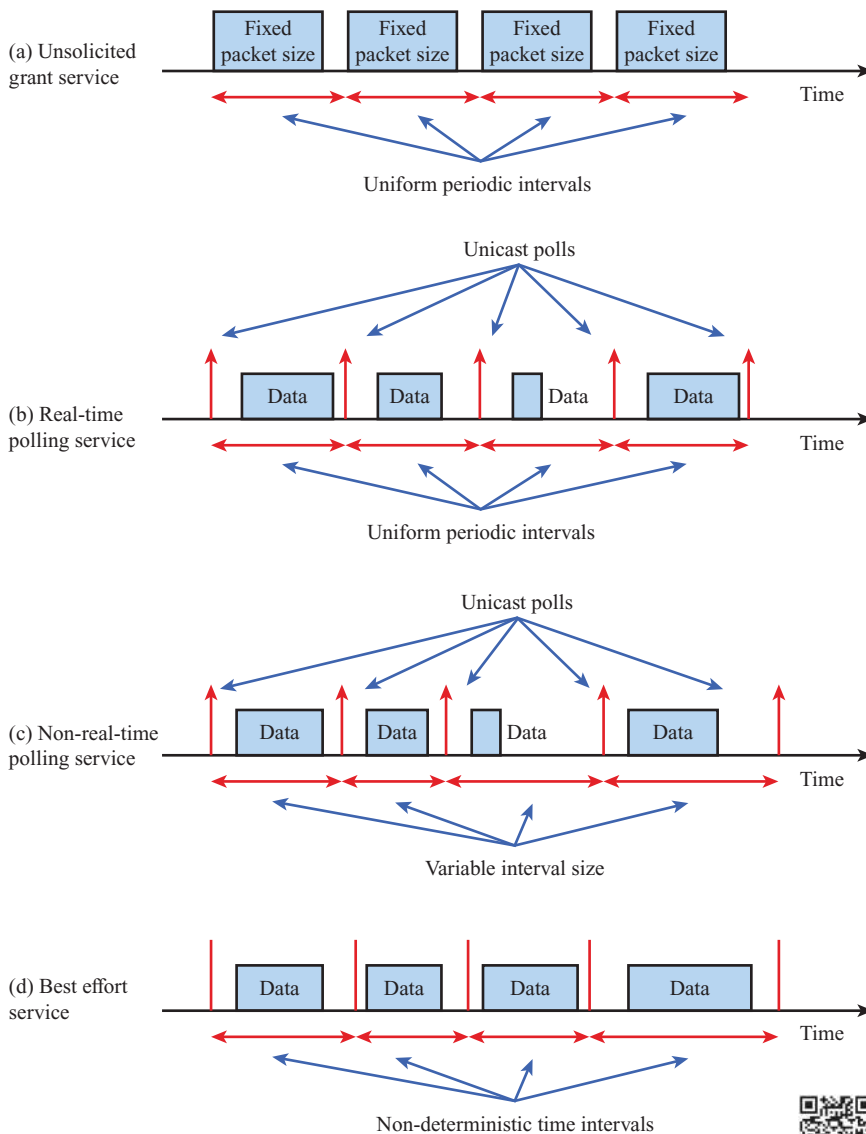 Fixed
packet size
Fixed
packet size
Fixed
packet size
Fixed
packet size
(a) Unsolicited
grant service
Time
Uniform periodic intervals
Unicast polls
Data
Data
Data
Data
(b) Real-time
polling service
Time
Uniform periodic intervals
Unicast polls
Data
Data
Data
Data
(c) Non-real-time
polling service
Time
Variable interval size
Data
Data
Data
Data
(d) Best effort
service
Time
Non-deterministic time intervals